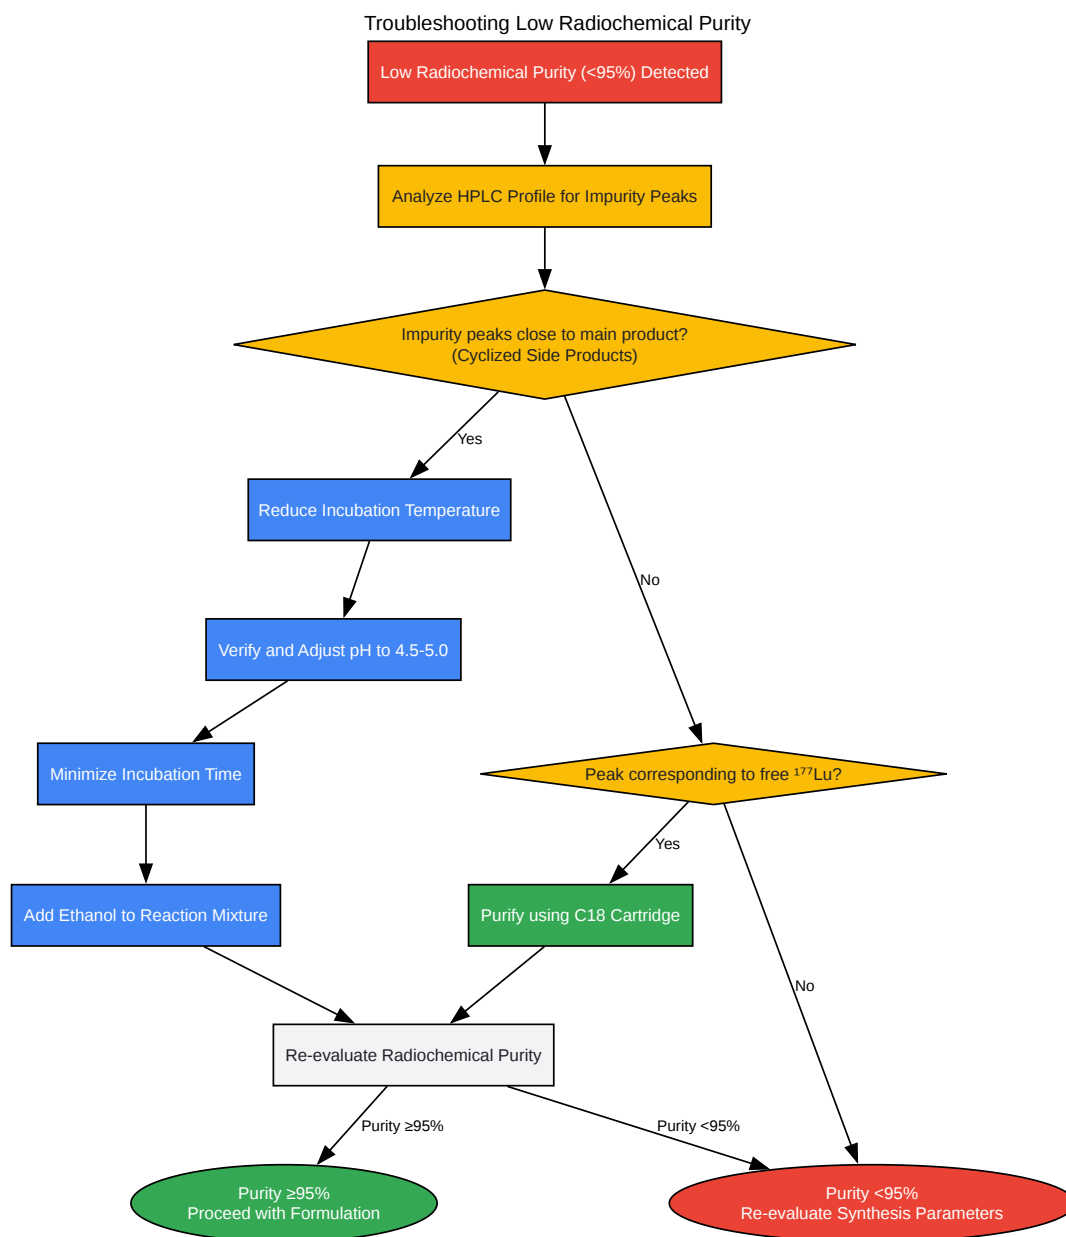 Troubleshooting Low Radiochemical Purity
Low Radiochemical Purity (<95%) Detected
Analyze HPLC Profile for Impurity Peaks
Impurity peaks close to main product?
(Cyclized Side Products)
Yes
Reduce Incubation Temperature
No
Verify and Adjust pH to 4.5-5.0
Minimize Incubation Time
Peak corresponding to free ¹⁷⁷Lu?
Yes
Add Ethanol to Reaction Mixture
Purify using C18 Cartridge
No
Re-evaluate Radiochemical Purity
Purity ≥95%
Purity <95%
Purity ≥95%
Proceed with Formulation
Purity <95%
Re-evaluate Synthesis Parameters